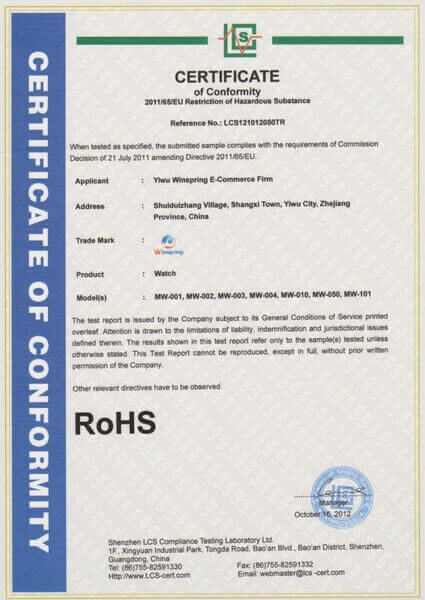 LCS
CERTIFICATE
of Conformity
2011/65/EU Restriction of Hazardous Substance
Reference No.: LCS121012050TR
When tested as specified, the submitted sample complies with the requirements of Commission
Decision of 21 July 2011 amending Directive 2011/65/EU.
Applicant : Yiwu Winspring E-Commerce Firm
Address : Shuiduizhang Village, Shangxi Town, Yiwu City, Zhejiang
Province, China
Trade Mark : Winspring
Product : Watch
Model(s) : MW-001, MW-002, MW-003, MW-004, MW-010, MW-050, MW-101
The test report is issued by the Company subject to its General Conditions of Service printed
overleaf. Attention is drawn to the limitations of liability, indemnification and jurisdictional issues
defined therein. The results shown in this test report refer only to the sample(s) tested unless
otherwise stated. This Test Report cannot be reproduced, except in full, without prior written
permission of the Company.
Other relevant directives have to be observed.
RoHS
Manager
October 16, 2012
Shenzhen LCS Compliance Testing Laboratory Ltd.
1F., Xingyuan Industrial Park, Tongda Road, Bao'an Blvd., Bao'an District, Shenzhen,
Guangdong, China
Tel: (86)755-82591330 Fax: (86)755-82591332
Http://www.LCS-cert.com Email: webmaster@lcs -cert.com
CERTIFICATE OF CONFORMITY